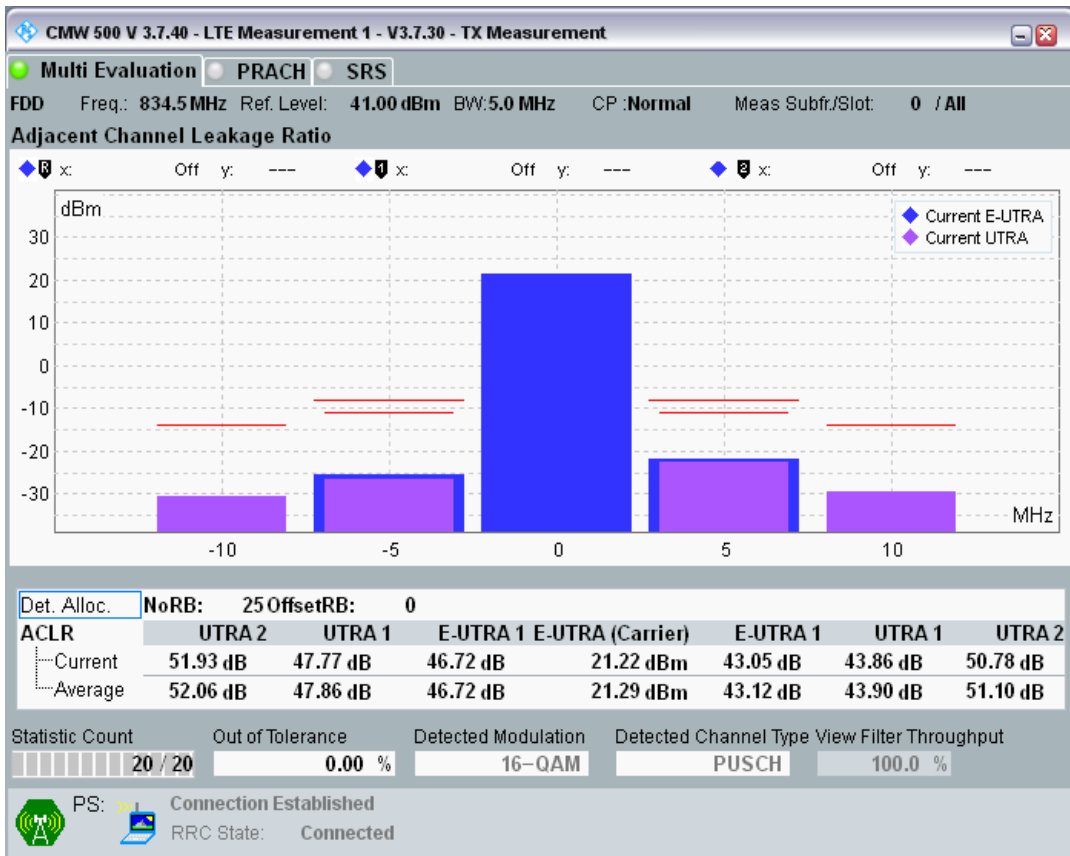 CMW 500 V 3.7.40 - LTE Measurement 1 - V3.7.30 - TX Measurement
Multi Evaluation PRACH SRS
FDD Freq.: 834.5 MHz Ref. Level: 41.00 dBm BW:5.0 MHz CP :Normal Meas Subfr./Slot: 0 / All
Adjacent Channel Leakage Ratio
R x: Off y: --- 1 x: Off y: --- 2 x: Off y: ---
dBm
Current E-UTRA
Current UTRA
30
20
10
0
-10
-20
-30
MHz
-10 -5 0 5 10
Det. Alloc. NoRB: 25 OffsetRB: 0
ACLR UTRA 2 UTRA 1 E-UTRA 1 E-UTRA (Carrier) E-UTRA 1 UTRA 1 UTRA 2
Current 51.93 dB 47.77 dB 46.72 dB 21.22 dBm 43.05 dB 43.86 dB 50.78 dB
Average 52.06 dB 47.86 dB 46.72 dB 21.29 dBm 43.12 dB 43.90 dB 51.10 dB
Statistic Count Out of Tolerance Detected Modulation Detected Channel Type View Filter Throughput
20 / 20 0.00 % 16-QAM PUSCH 100.0 %
PS: Connection Established
RRC State: Connected